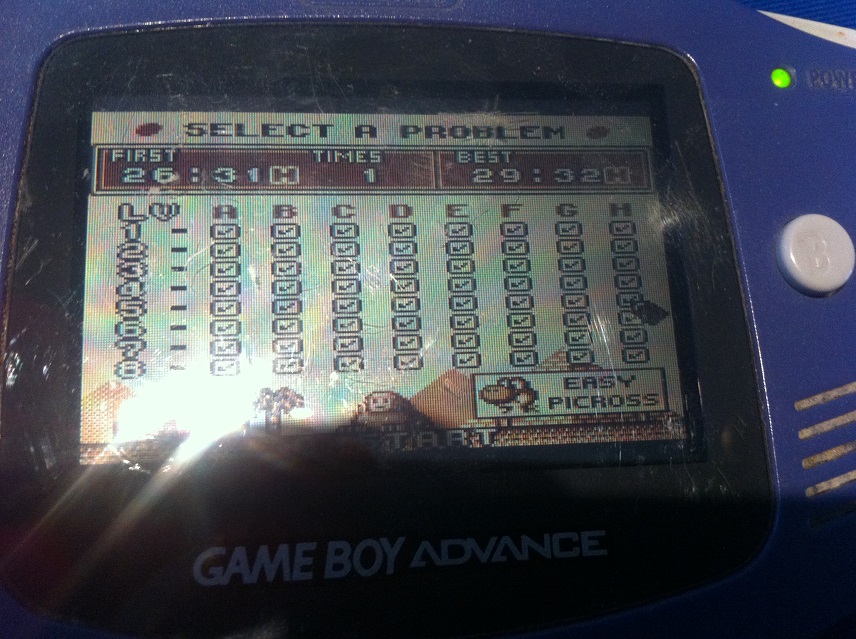 SELECT A PROBLEM
FIRST TIMES BEST
26:31 H 1 29:32 H
LV A B C D E F G H
1 -
2 -
3 -
4 -
5 -
6 -
7 -
8 -
EASY
PICROSS
START
GAME BOY ADVANCE
POWE
B